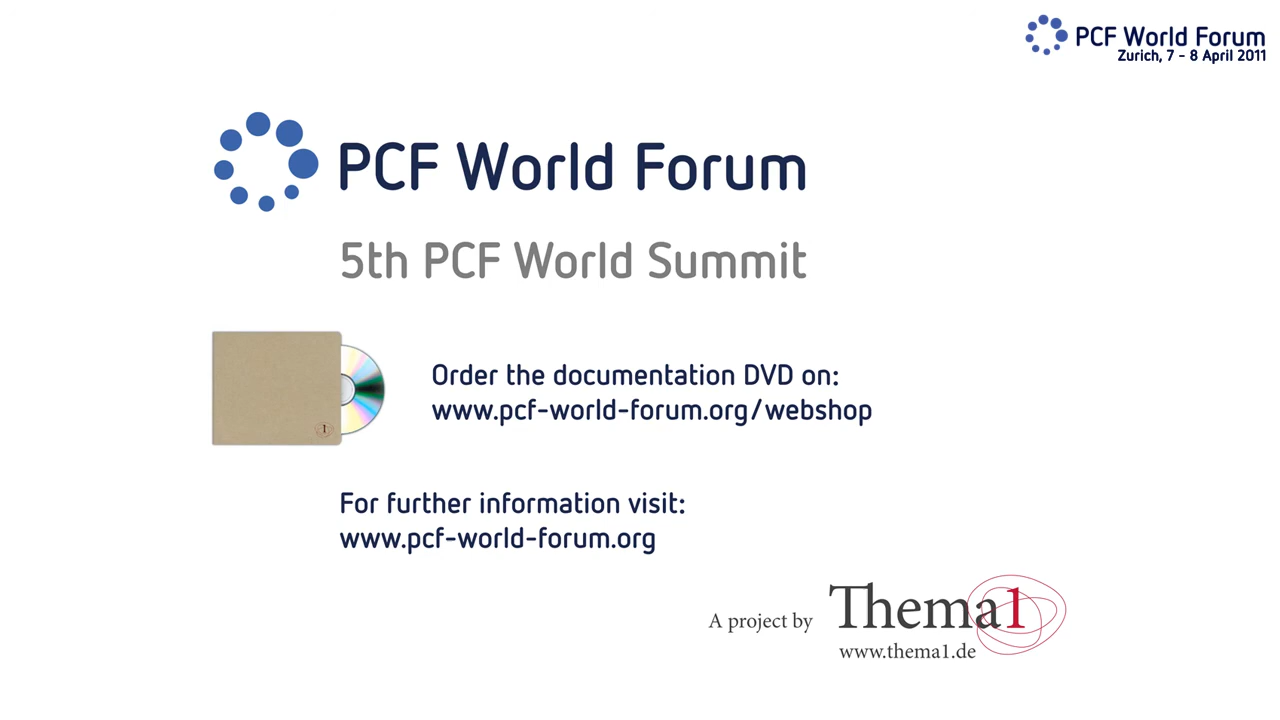 PCF World Forum
Zurich, 7 - 8 April 2011
PCF World Forum
5th PCF World Summit
Order the documentation DVD on:
www.pcf-world-forum.org/webshop
1
For further information visit:
www.pcf-world-forum.org
A project by Thema1
www.thema1.de